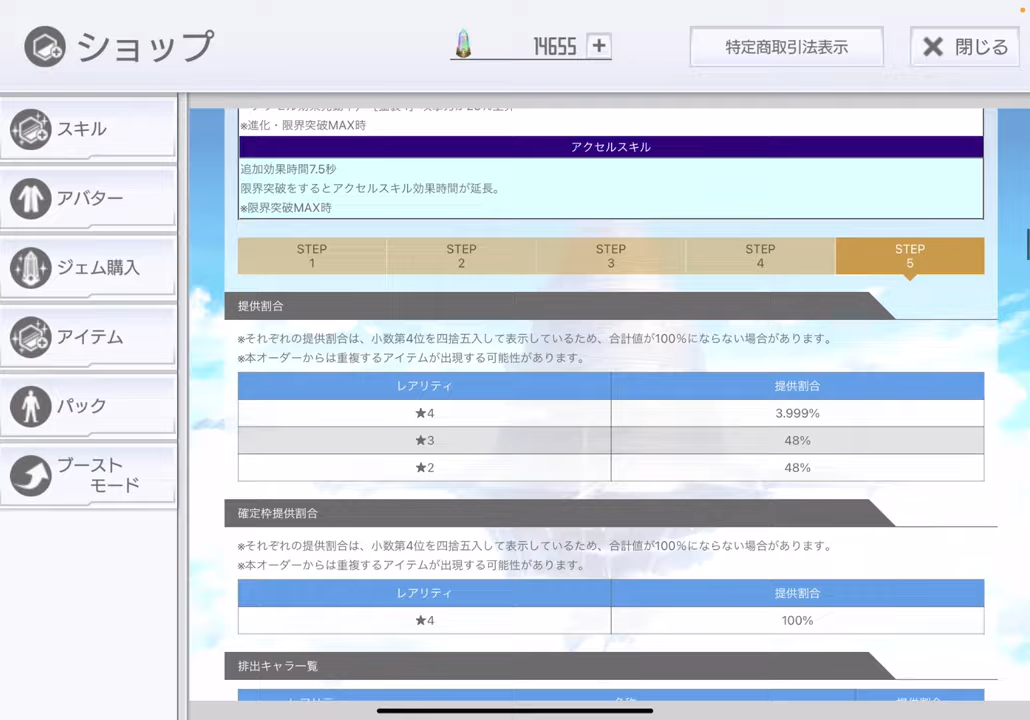 ショップ
14655
特定商取引法表示
閉じる
スキル
アバター
ジェム購入
アイテム
パック
ブースト
モード
※進化・限界突破MAX時
アクセルスキル
追加効果時間7.5秒
限界突破をするとアクセルスキル効果時間が延長。
※限界突破MAX時
STEP STEP STEP STEP STEP
1 2 3 4 5
提供割合
※それぞれの提供割合は、小数第4位を四捨五入して表示しているため、合計値が100%にならない場合があります。
※本オーダーからは重複するアイテムが出現する可能性があります。
レアリティ 提供割合
★4 3.999%
★3 48%
★2 48%
確定枠提供割合
※それぞれの提供割合は、小数第4位を四捨五入して表示しているため、合計値が100%にならない場合があります。
※本オーダーからは重複するアイテムが出現する可能性があります。
レアリティ 提供割合
★4 100%
排出キャラ一覧